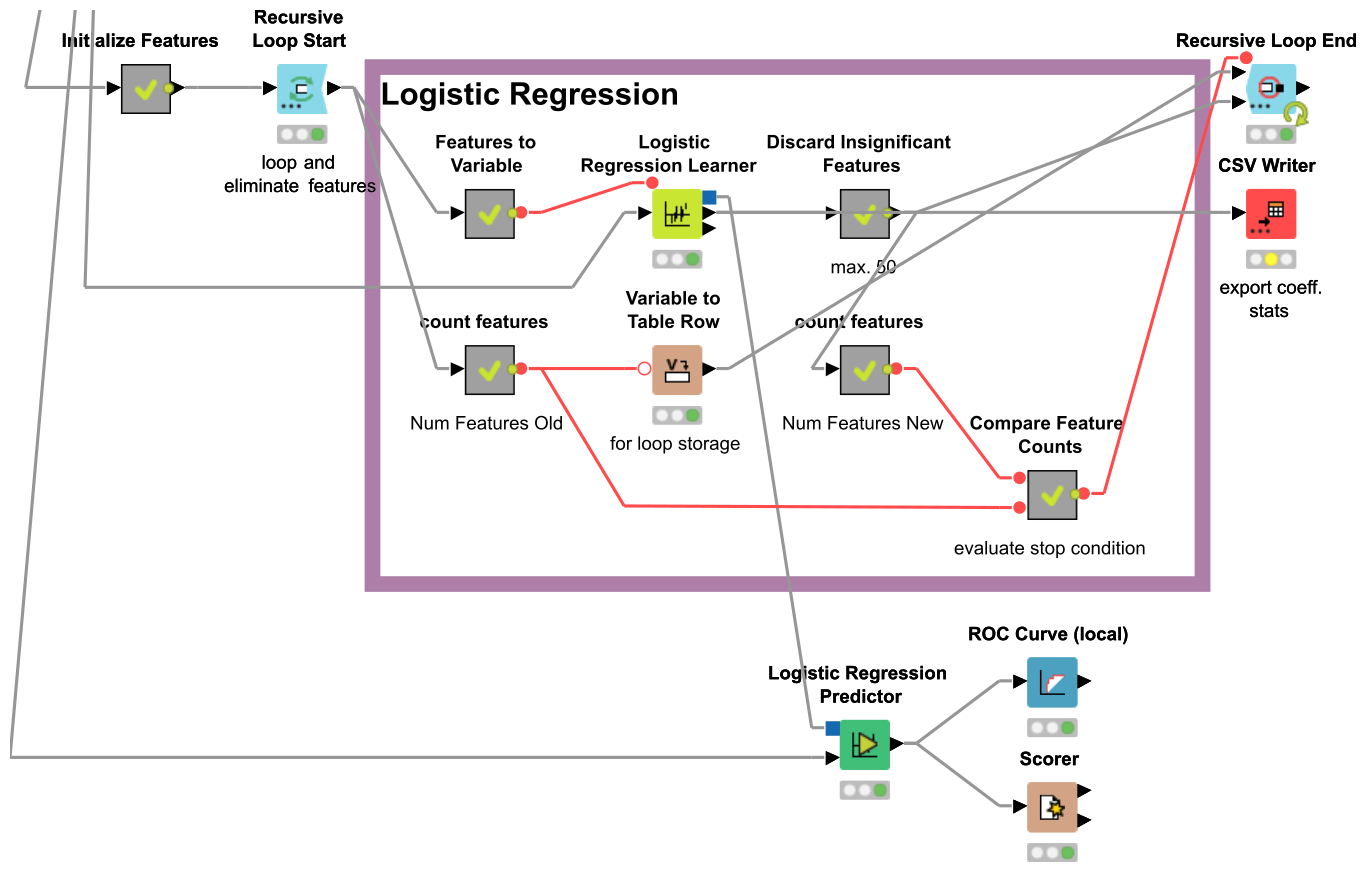 Initialize Features
Recursive
Loop Start
loop and
eliminate features
Logistic Regression
Features to
Variable
Logistic
Regression Learner
Discard Insignificant
Features
max. 50
Recursive Loop End
CSV Writer
export coeff.
stats
count features
Num Features Old
Variable to
Table Row
V
for loop storage
count features
Num Features New
Compare Feature
Counts
evaluate stop condition
Logistic Regression
Predictor
ROC Curve (local)
Scorer